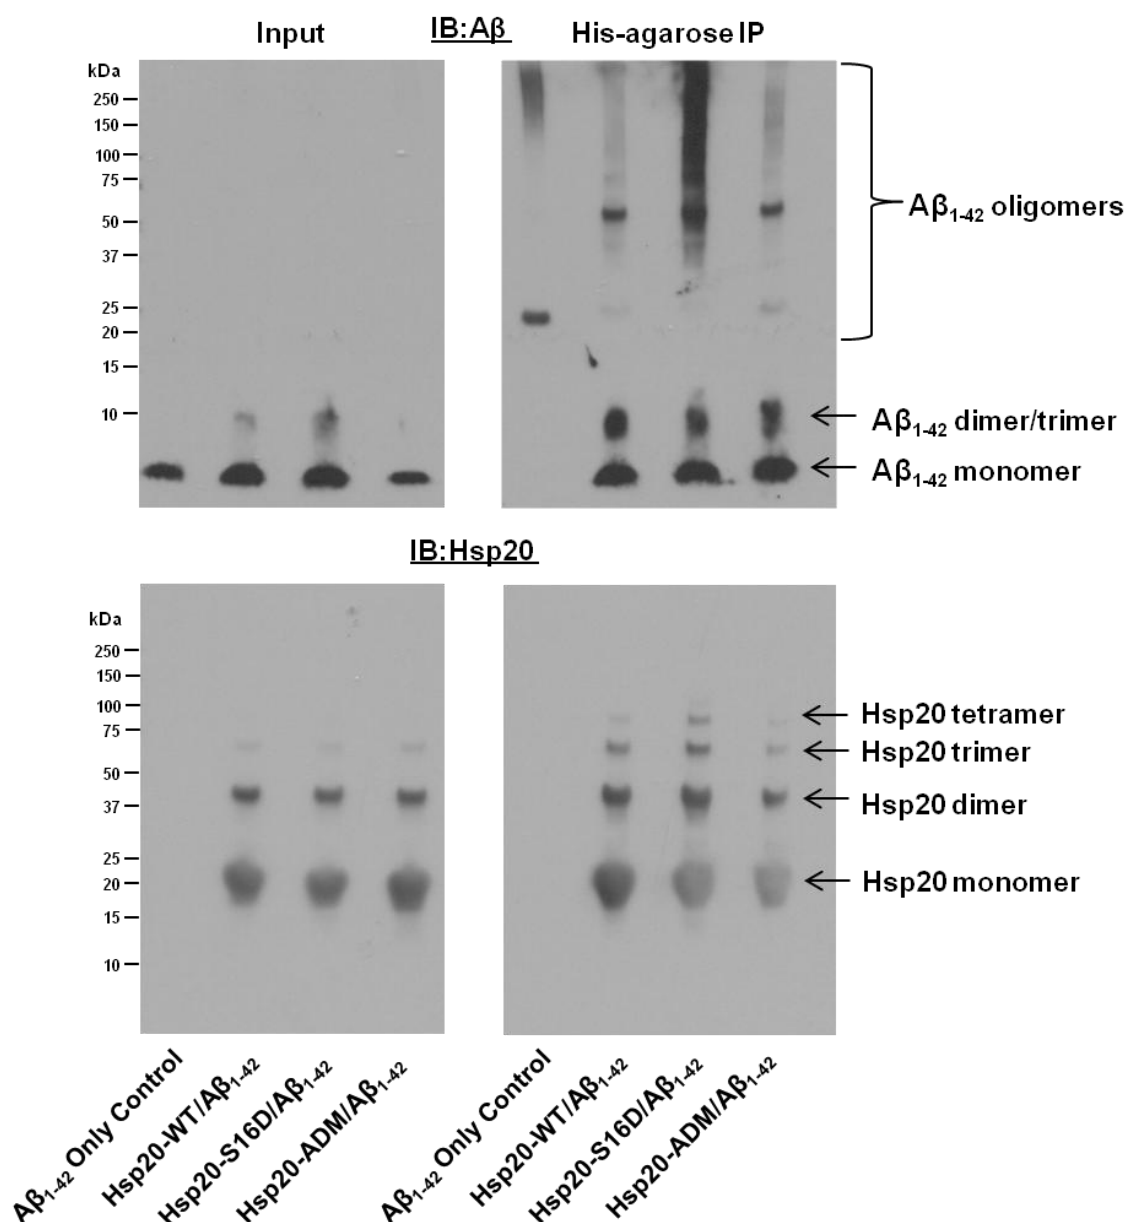 Input IB:Aβ His-agarose IP
kDa
250
150
100
75
50
37
25
20
15
10
Aβ1-42 oligomers
Aβ1-42 dimer/trimer
Aβ1-42 monomer
IB:Hsp20
kDa
250
150
100
75
50
37
25
20
15
10
Hsp20 tetramer
Hsp20 trimer
Hsp20 dimer
Hsp20 monomer
Aβ1-42 Only Control
Hsp20-WT/Aβ1-42
Hsp20-S16D/Aβ1-42
Hsp20-ADM/Aβ1-42
Aβ1-42 Only Control
Hsp20-WT/Aβ1-42
Hsp20-S16D/Aβ1-42
Hsp20-ADM/Aβ1-42